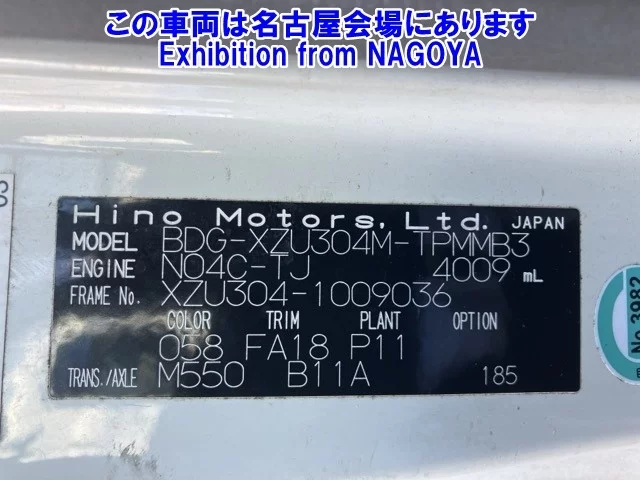 この車両は名古屋会場にあります
Exhibition from NAGOYA
Hino Motors, Ltd. JAPAN
MODEL BDG-XZU304M-TPMMB3
ENGINE N04C-TJ 4009 mL
FRAME No. XZU304-1009036
COLOR TRIM PLANT OPTION
058 FA18 P11
TRANS./AXLE M550 B11A 185
No.3982